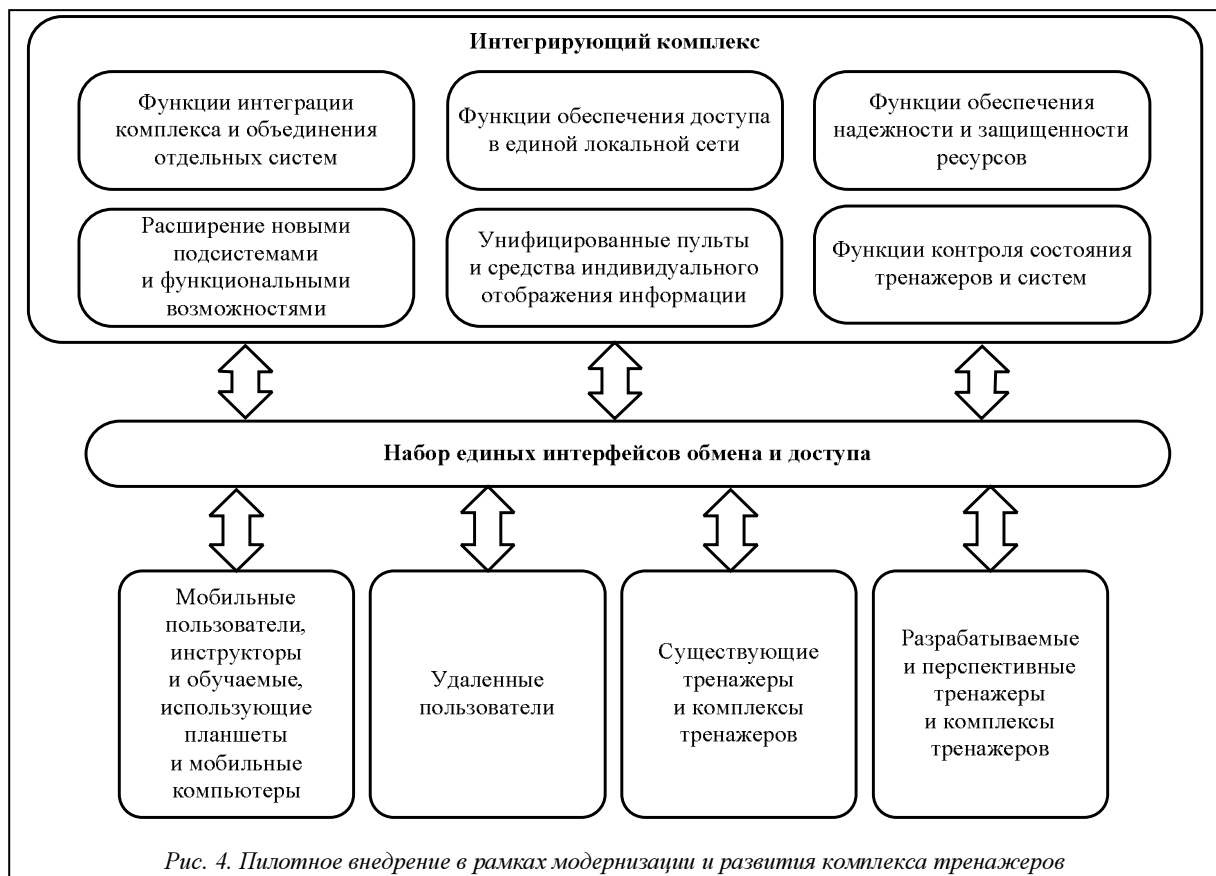 Интегрирующий комплекс
Функции интеграции
комплекса и объединения
отдельных систем
Функции обеспечения доступа
в единой локальной сети
Функции обеспечения
надежности и защищенности
ресурсов
Расширение новыми
подсистемами
и функциональными
возможностями
Унифицированные пульты
и средства индивидуального
отображения информации
Функции контроля состояния
тренажеров и систем
Набор единых интерфейсов обмена и доступа
Мобильные
пользователи,
инструкторы
и обучаемые,
использующие
планшеты
и мобильные
компьютеры
Удаленные
пользователи
Существующие
тренажеры
и комплексы
тренажеров
Разрабатываемые
и перспективные
тренажеры
и комплексы
тренажеров
Рис. 4. Пилотное внедрение в рамках модернизации и развития комплекса тренажеров